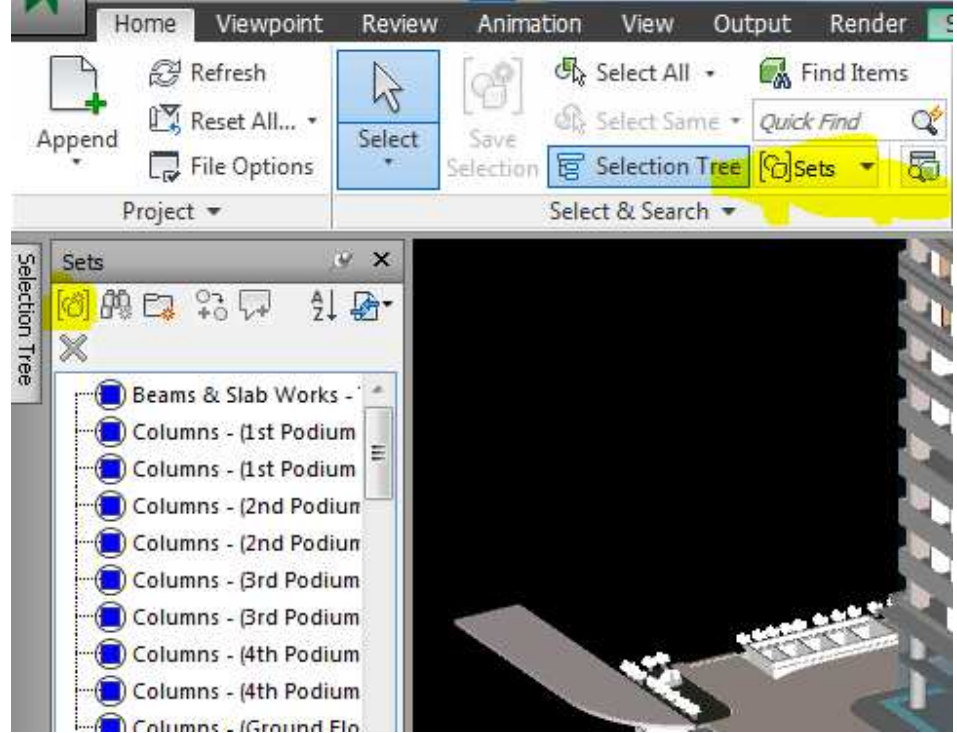 Home Viewpoint Review Animation View Output Render
Refresh Select All Find Items
Reset All... Select Same Quick Find
Append Select Save Selection
File Options Selection Tree Sets
Project Select & Search
Selection Tree
Sets
Beams & Slab Works -
Columns - (1st Podium
Columns - (1st Podium
Columns - (2nd Podium
Columns - (2nd Podium
Columns - (3rd Podium
Columns - (3rd Podium
Columns - (4th Podium
Columns - (4th Podium
Columns - (Ground Flo